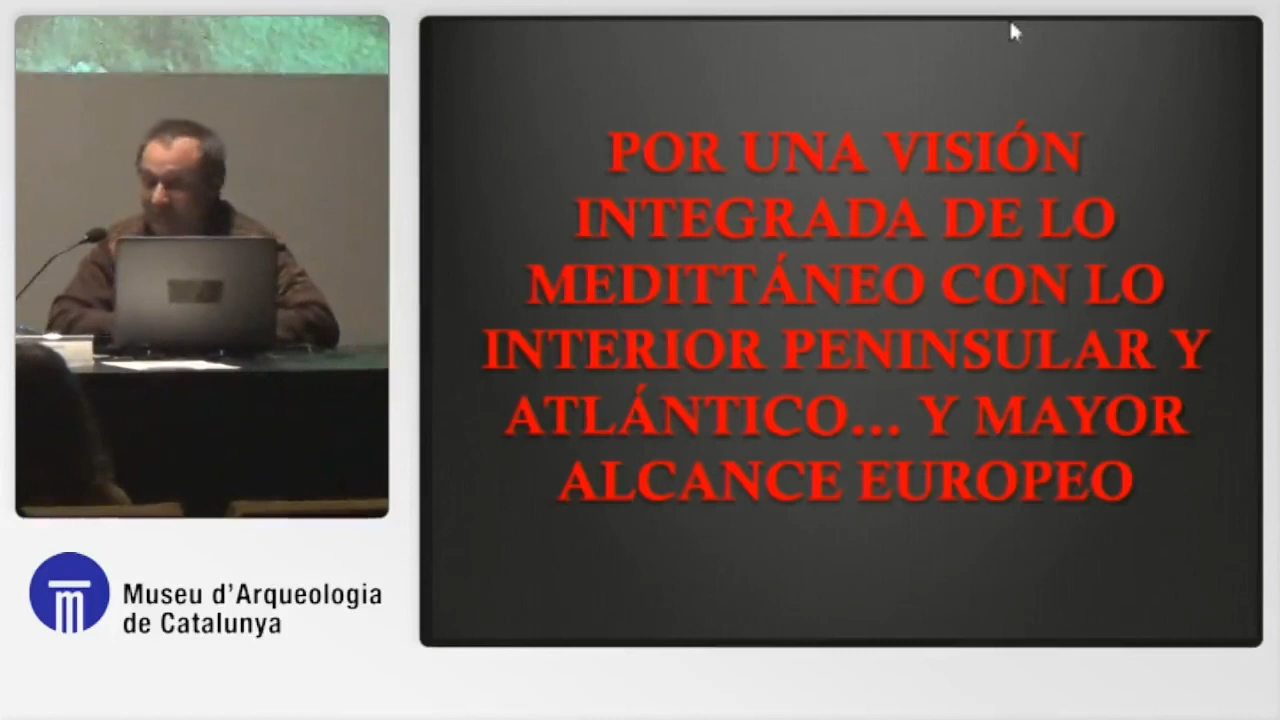 POR UNA VISIÓN
INTEGRADA DE LO
MEDITTÁNEO CON LO
INTERIOR PENINSULAR Y
ATLÁNTICO... Y MAYOR
ALCANCE EUROPEO
m
Museu d'Arqueologia
de Catalunya